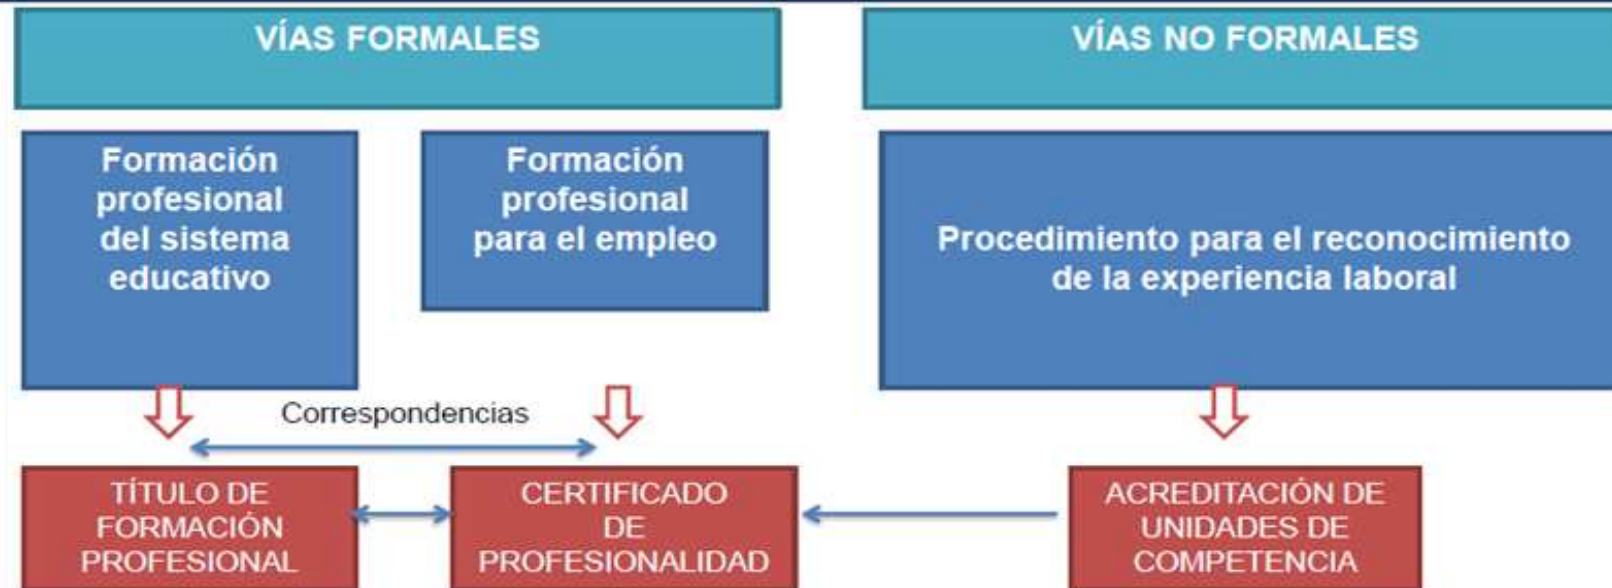 VÍAS FORMALES
VÍAS NO FORMALES
Formación
profesional
del sistema
educativo
Formación
profesional
para el empleo
Procedimiento para el reconocimiento
de la experiencia laboral
Correspondencias
TÍTULO DE
FORMACIÓN
PROFESIONAL
CERTIFICADO
DE
PROFESIONALIDAD
ACREDITACIÓN DE
UNIDADES DE
COMPETENCIA